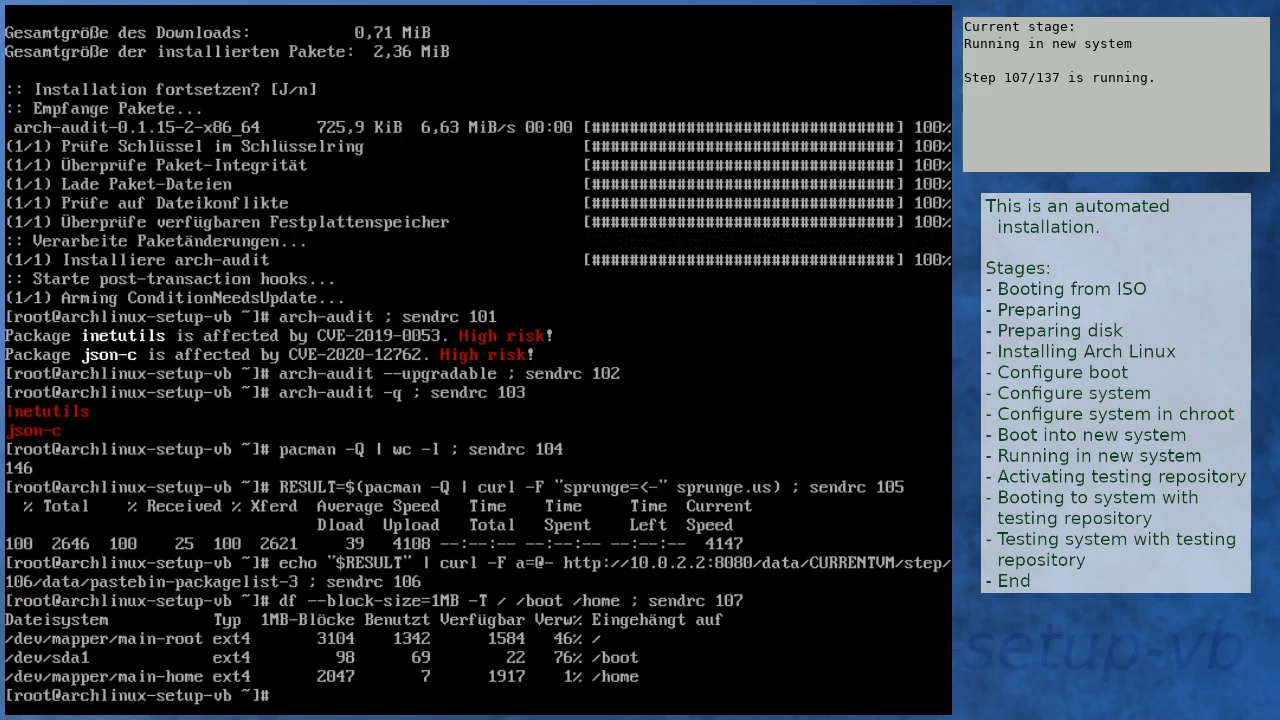 Gesamtgröße des Downloads:           0,71 MiB
Gesamtgröße der installierten Pakete:  2,36 MiB
:: Installation fortsetzen? [J/n]
:: Empfange Pakete...
 arch-audit-0.1.15-2-x86_64      725,9 KiB  6,63 MiB/s 00:00 [################################] 100%
(1/1) Prüfe Schlüssel im Schlüsselring                       [################################] 100%
(1/1) Überprüfe Paket-Integrität                             [################################] 100%
(1/1) Lade Paket-Dateien                                     [################################] 100%
(1/1) Prüfe auf Dateikonflikte                               [################################] 100%
(1/1) Überprüfe verfügbaren Festplattenspeicher              [################################] 100%
:: Verarbeite Paketänderungen...
(1/1) Installiere arch-audit                                 [################################] 100%
:: Starte post-transaction hooks...
(1/1) Arming ConditionNeedsUpdate...
[root@archlinux-setup-vb ~]# arch-audit ; sendrc 101
Package inetutils is affected by CVE-2019-0053. High risk!
Package json-c is affected by CVE-2020-12762. High risk!
[root@archlinux-setup-vb ~]# arch-audit --upgradable ; sendrc 102
[root@archlinux-setup-vb ~]# arch-audit -q ; sendrc 103
inetutils
json-c
[root@archlinux-setup-vb ~]# pacman -Q | wc -l ; sendrc 104
146
[root@archlinux-setup-vb ~]# RESULT=$(pacman -Q | curl -F "sprunge=<-" sprunge.us) ; sendrc 105
  % Total    % Received % Xferd  Average Speed   Time    Time     Time  Current
                                 Dload  Upload   Total   Spent    Left  Speed
100  2646  100    25  100  2621     39   4108 --:--:-- --:--:-- --:--:--  4147
[root@archlinux-setup-vb ~]# echo "$RESULT" | curl -F a=@- http://10.0.2.2:8080/data/CURRENTVM/step/
106/data/pastebin-packagelist-3 ; sendrc 106
[root@archlinux-setup-vb ~]# df --block-size=1MB -T / /boot /home ; sendrc 107
Dateisystem           Typ  1MB-Blöcke Benutzt Verfügbar Verw% Eingehängt auf
/dev/mapper/main-root ext4       3104    1342      1584   46% /
/dev/sda1             ext4         98      69        22   76% /boot
/dev/mapper/main-home ext4       2047       7      1917    1% /home
[root@archlinux-setup-vb ~]#
Current stage:
Running in new system
Step 107/137 is running.
This is an automated
installation.
Stages:
- Booting from ISO
- Preparing
- Preparing disk
- Installing Arch Linux
- Configure boot
- Configure system
- Configure system in chroot
- Boot into new system
- Running in new system
- Activating testing repository
- Booting to system with
testing repository
- Testing system with testing
repository
- End
-setup-vb